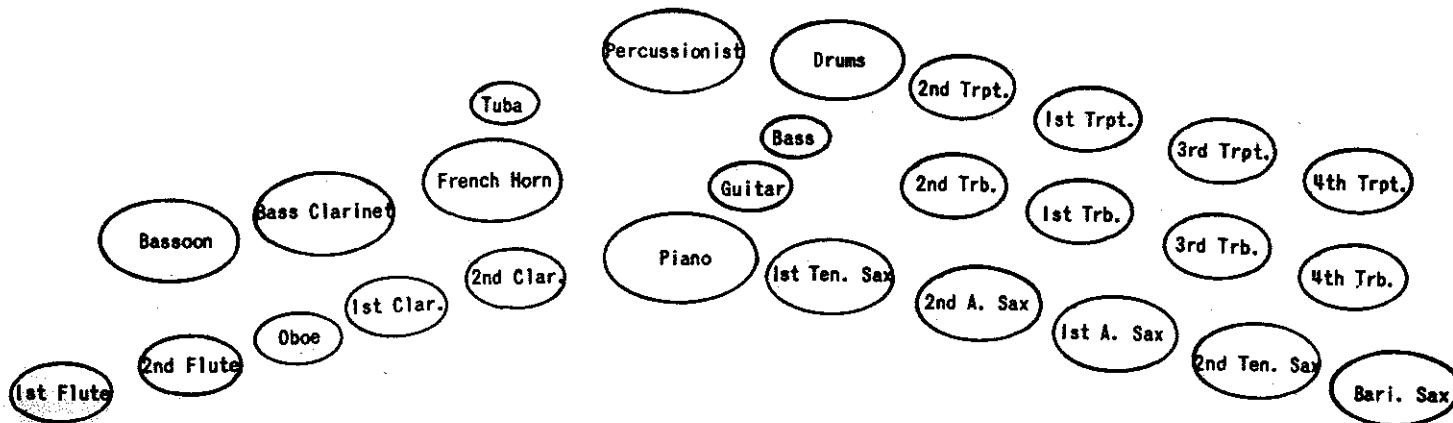 Percussionist
Drums
2nd Trpt.
Tuba
1st Trpt.
Bass
3rd Trpt.
French Horn
Guitar
2nd Trb.
4th Trpt.
Bass Clarinet
1st Trb.
Bassoon
3rd Trb.
Piano
1st Ten. Sax
2nd Clar.
4th Trb.
1st Clar.
2nd A. Sax
Oboe
1st A. Sax
2nd Flute
2nd Ten. Sax
1st Flute
Bari. Sax